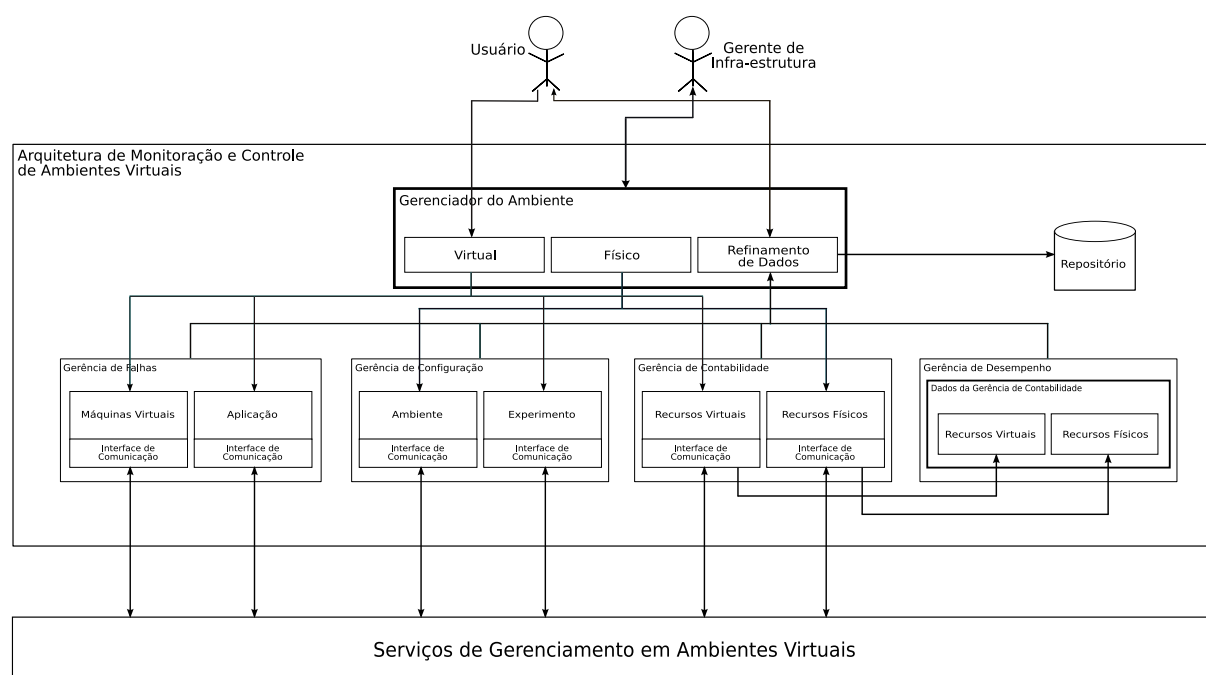 Usuário
Gerente de
Infra-estrutura
Arquitetura de Monitoração e Controle
de Ambientes Virtuais
Gerenciador do Ambiente
Virtual
Físico
Refinamento
de Dados
Repositório
Gerência de Falhas
Máquinas Virtuais
Interface de
Comunicação
Aplicação
Interface de
Comunicação
Gerência de Configuração
Ambiente
Interface de
Comunicação
Experimento
Interface de
Comunicação
Gerência de Contabilidade
Recursos Virtuais
Interface de
Comunicação
Recursos Físicos
Interface de
Comunicação
Gerência de Desempenho
Dados da Gerência de Contabilidade
Recursos Virtuais
Recursos Físicos
Serviços de Gerenciamento em Ambientes Virtuais